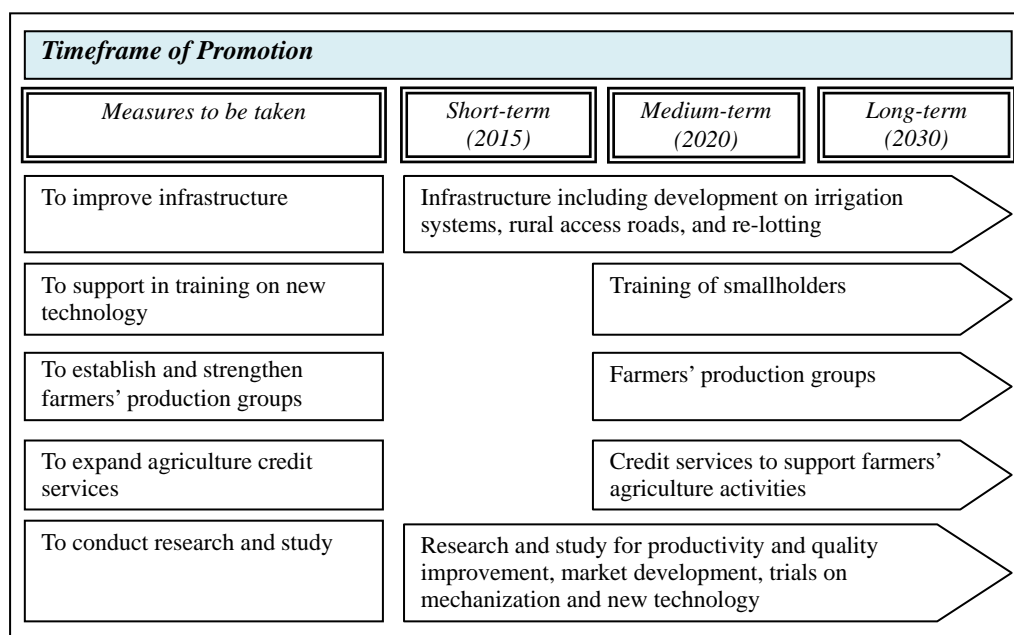 Timeframe of Promotion
Measures to be taken
Short-term
(2015)
Medium-term
(2020)
Long-term
(2030)
To improve infrastructure
Infrastructure including development on irrigation
systems, rural access roads, and re-lotting
To support in training on new
technology
Training of smallholders
To establish and strengthen
farmers’ production groups
Farmers’ production groups
To expand agriculture credit
services
Credit services to support farmers’
agriculture activities
To conduct research and study
Research and study for productivity and quality
improvement, market development, trials on
mechanization and new technology